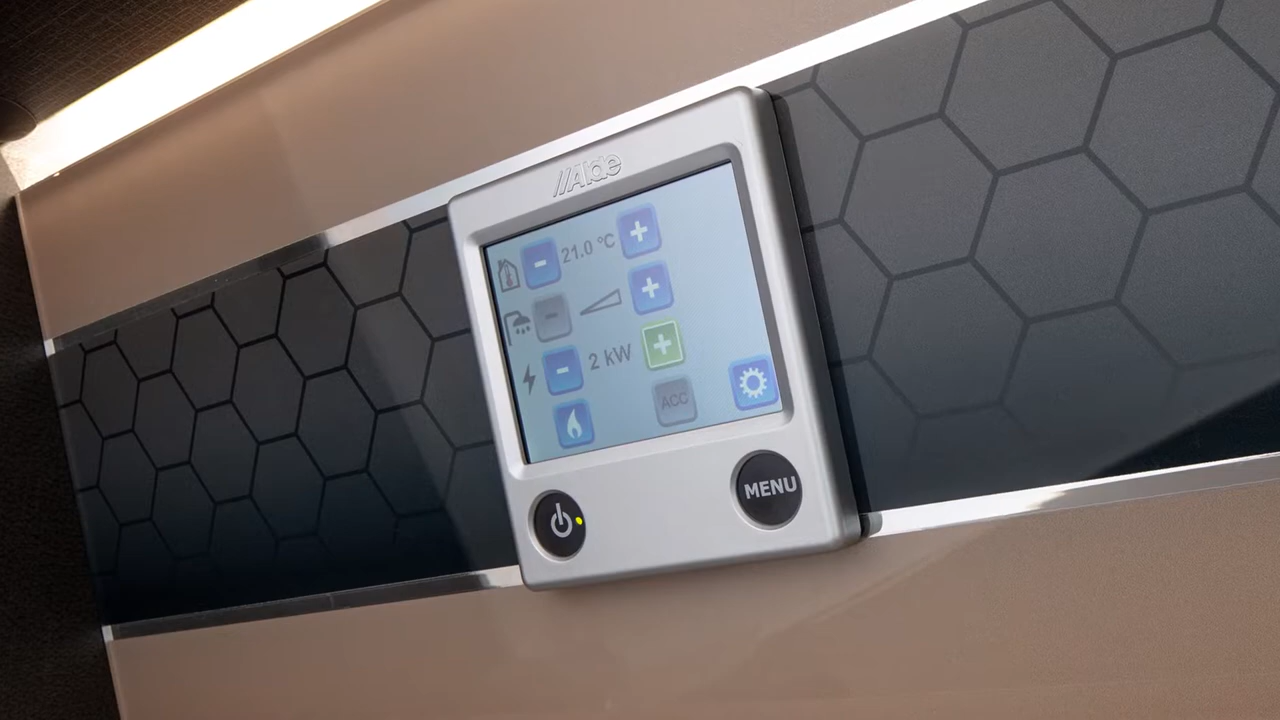 Alde
- 21.0 °C +
- +
- 2 kW +
ACC
MENU